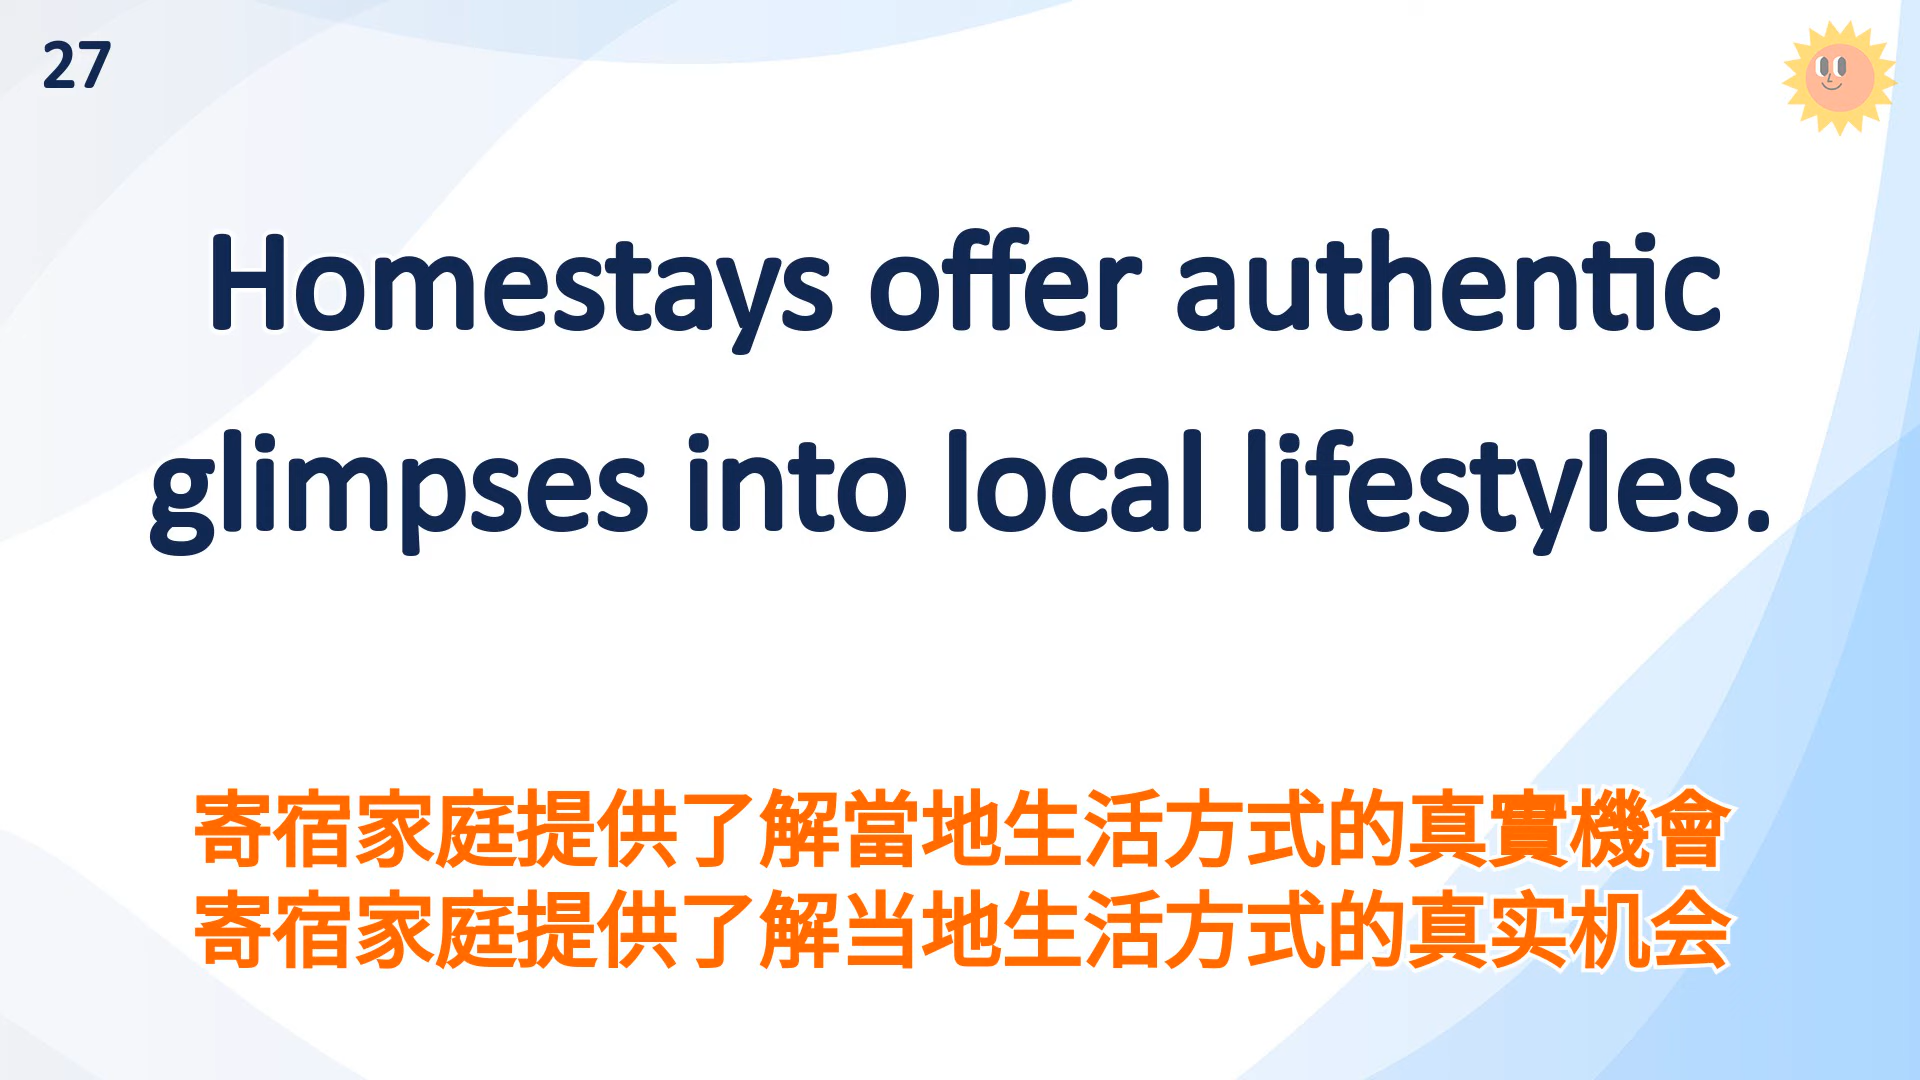 27
Homestays offer authentic
glimpses into local lifestyles.
寄宿家庭提供了解當地生活方式的真實機會
寄宿家庭提供了解当地生活方式的真实机会